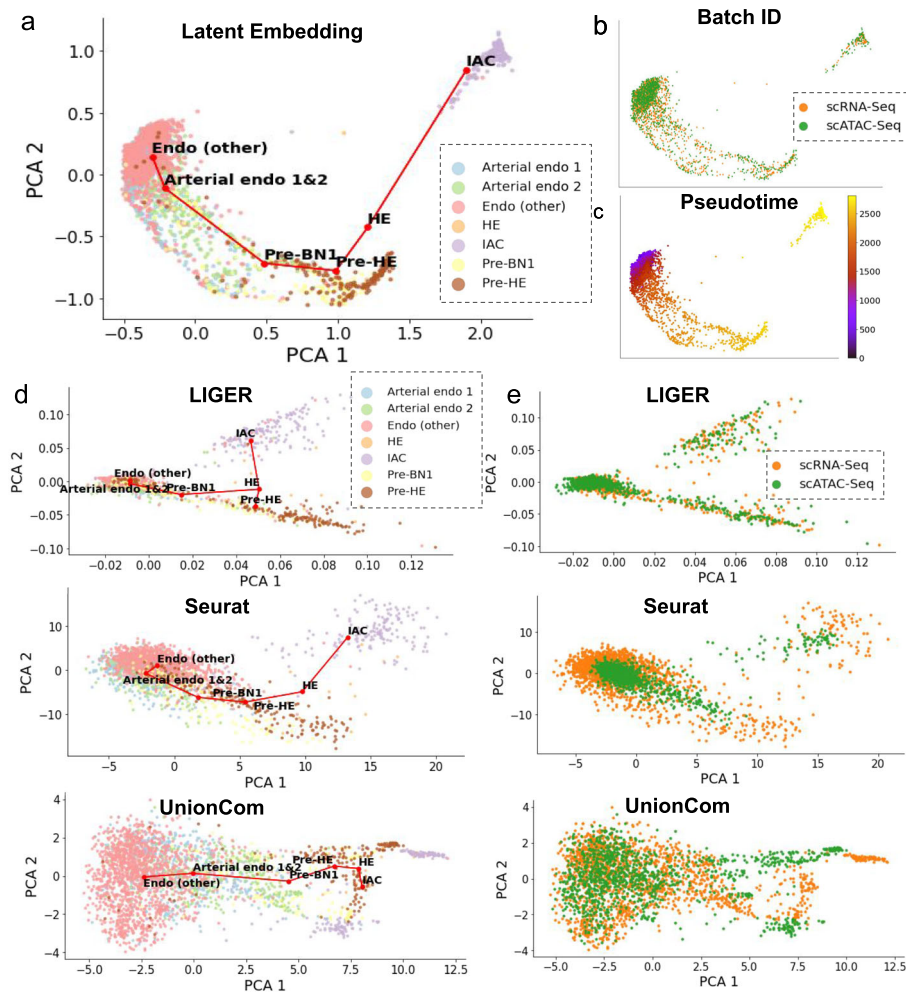 a
Latent Embedding
PCA 2
1.0
0.5
0.0
−0.5
−1.0
−0.5
0.0
0.5
1.0
1.5
2.0
PCA 1
IAC
Endo (other)
Arterial endo 1&2
HE
Pre-BN1
Pre-HE
Arterial endo 1
Arterial endo 2
Endo (other)
HE
IAC
Pre-BN1
Pre-HE
b
Batch ID
scRNA-Seq
scATAC-Seq
c
Pseudotime
2500
2000
1500
1000
500
0
d
LIGER
PCA 2
0.10
0.05
0.00
−0.05
−0.10
−0.02
0.00
0.02
0.04
0.06
0.08
0.10
0.12
PCA 1
IAC
Endo (other)
Arterial endo 1&2
Pre-BN1
HE
Pre-HE
Arterial endo 1
Arterial endo 2
Endo (other)
HE
IAC
Pre-BN1
Pre-HE
e
LIGER
PCA 2
0.10
0.05
0.00
−0.05
−0.10
−0.02
0.00
0.02
0.04
0.06
0.08
0.10
0.12
PCA 1
scRNA-Seq
scATAC-Seq
Seurat
PCA 2
10
0
−10
−5
0
5
10
15
20
PCA 1
IAC
Endo (other)
Arterial endo 1&2
Pre-BN1
HE
Pre-HE
Seurat
PCA 2
10
5
0
−5
−10
−15
−5
0
5
10
15
20
PCA 1
UnionCom
PCA 2
4
2
0
−2
−4
−5.0
−2.5
0.0
2.5
5.0
7.5
10.0
12.5
PCA 1
Pre-HE
HE
Arterial endo 1&2
Pre-BN1
Endo (other)
IAC
UnionCom
PCA 2
4
2
0
−2
−4
−5.0
−2.5
0.0
2.5
5.0
7.5
10.0
12.5
PCA 1